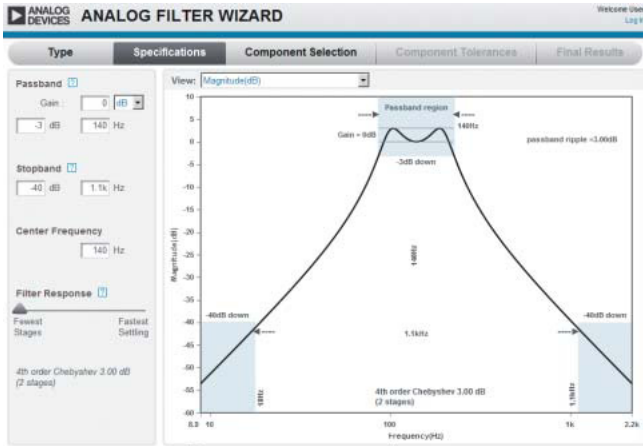 ANALOG DEVICES
ANALOG FILTER WIZARD
Welcome User
Log
Type
Specifications
Component Selection
Component Tolerances
Final Results
Passband ?
Gain : 0 dB
-3 dB 140 Hz
Stopband ?
-40 dB 1.1k Hz
Center Frequency
140 Hz
Filter Response ?
Fewest Stages
Fastest Settling
4th order Chebyshev 3.00 dB
(2 stages)
View: Magnitude(dB)
Passband region
140Hz
Gain = 0dB
passband ripple =3.00dB
-3dB down
140Hz
-40dB down
-40dB down
1.1kHz
18Hz
1.1kHz
4th order Chebyshev 3.00 dB
(2 stages)
Magnitude(dB)
10
5
0
-5
-10
-15
-20
-25
-30
-35
-40
-45
-50
-55
-60
10
100
1k
2.2k
Frequency(Hz)